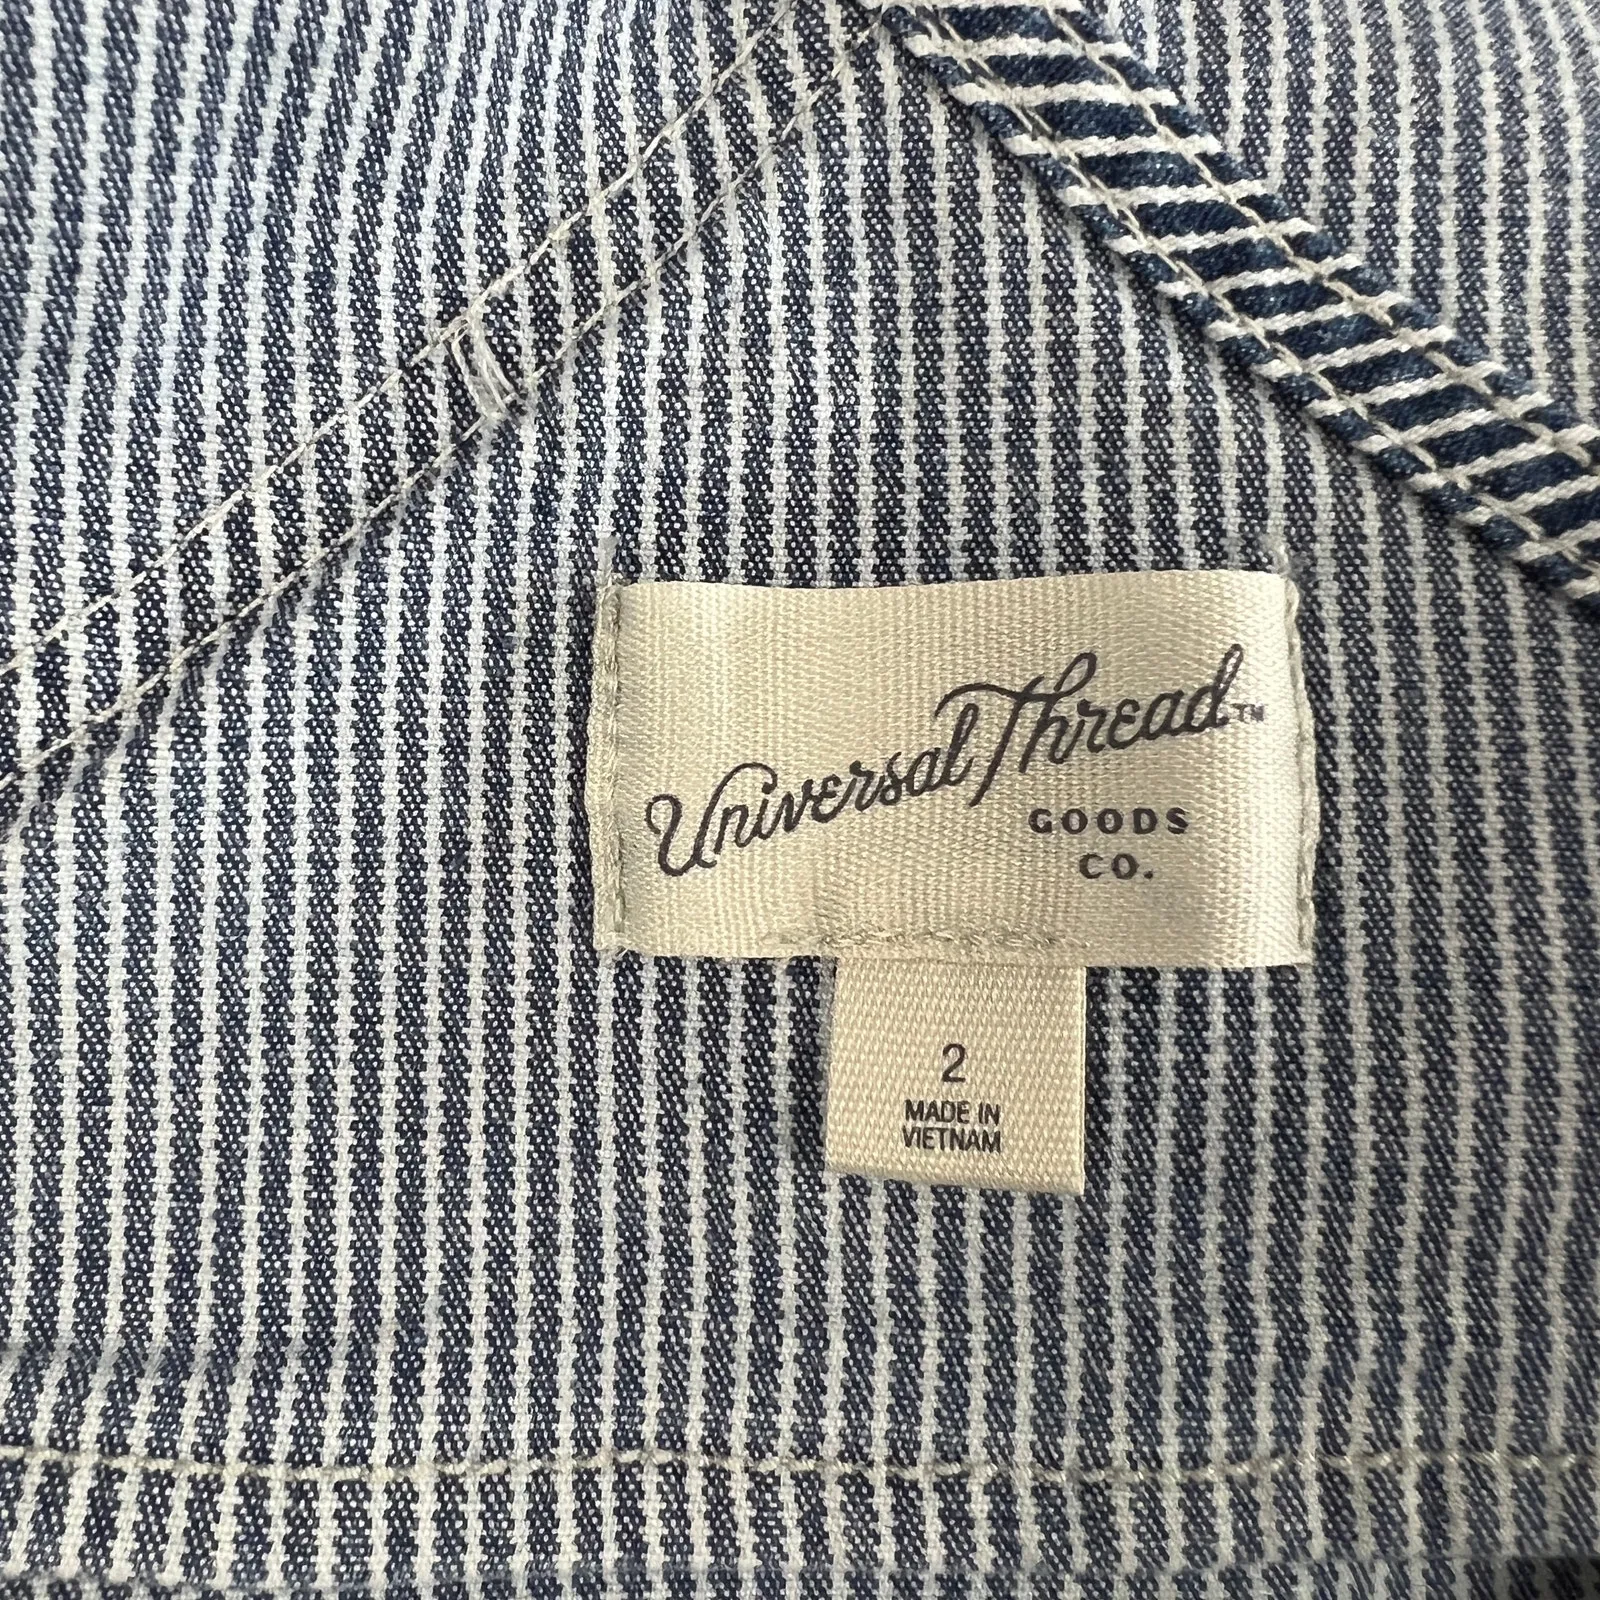 Universal Thread™
GOODS
CO.
2
MADE IN
VIETNAM